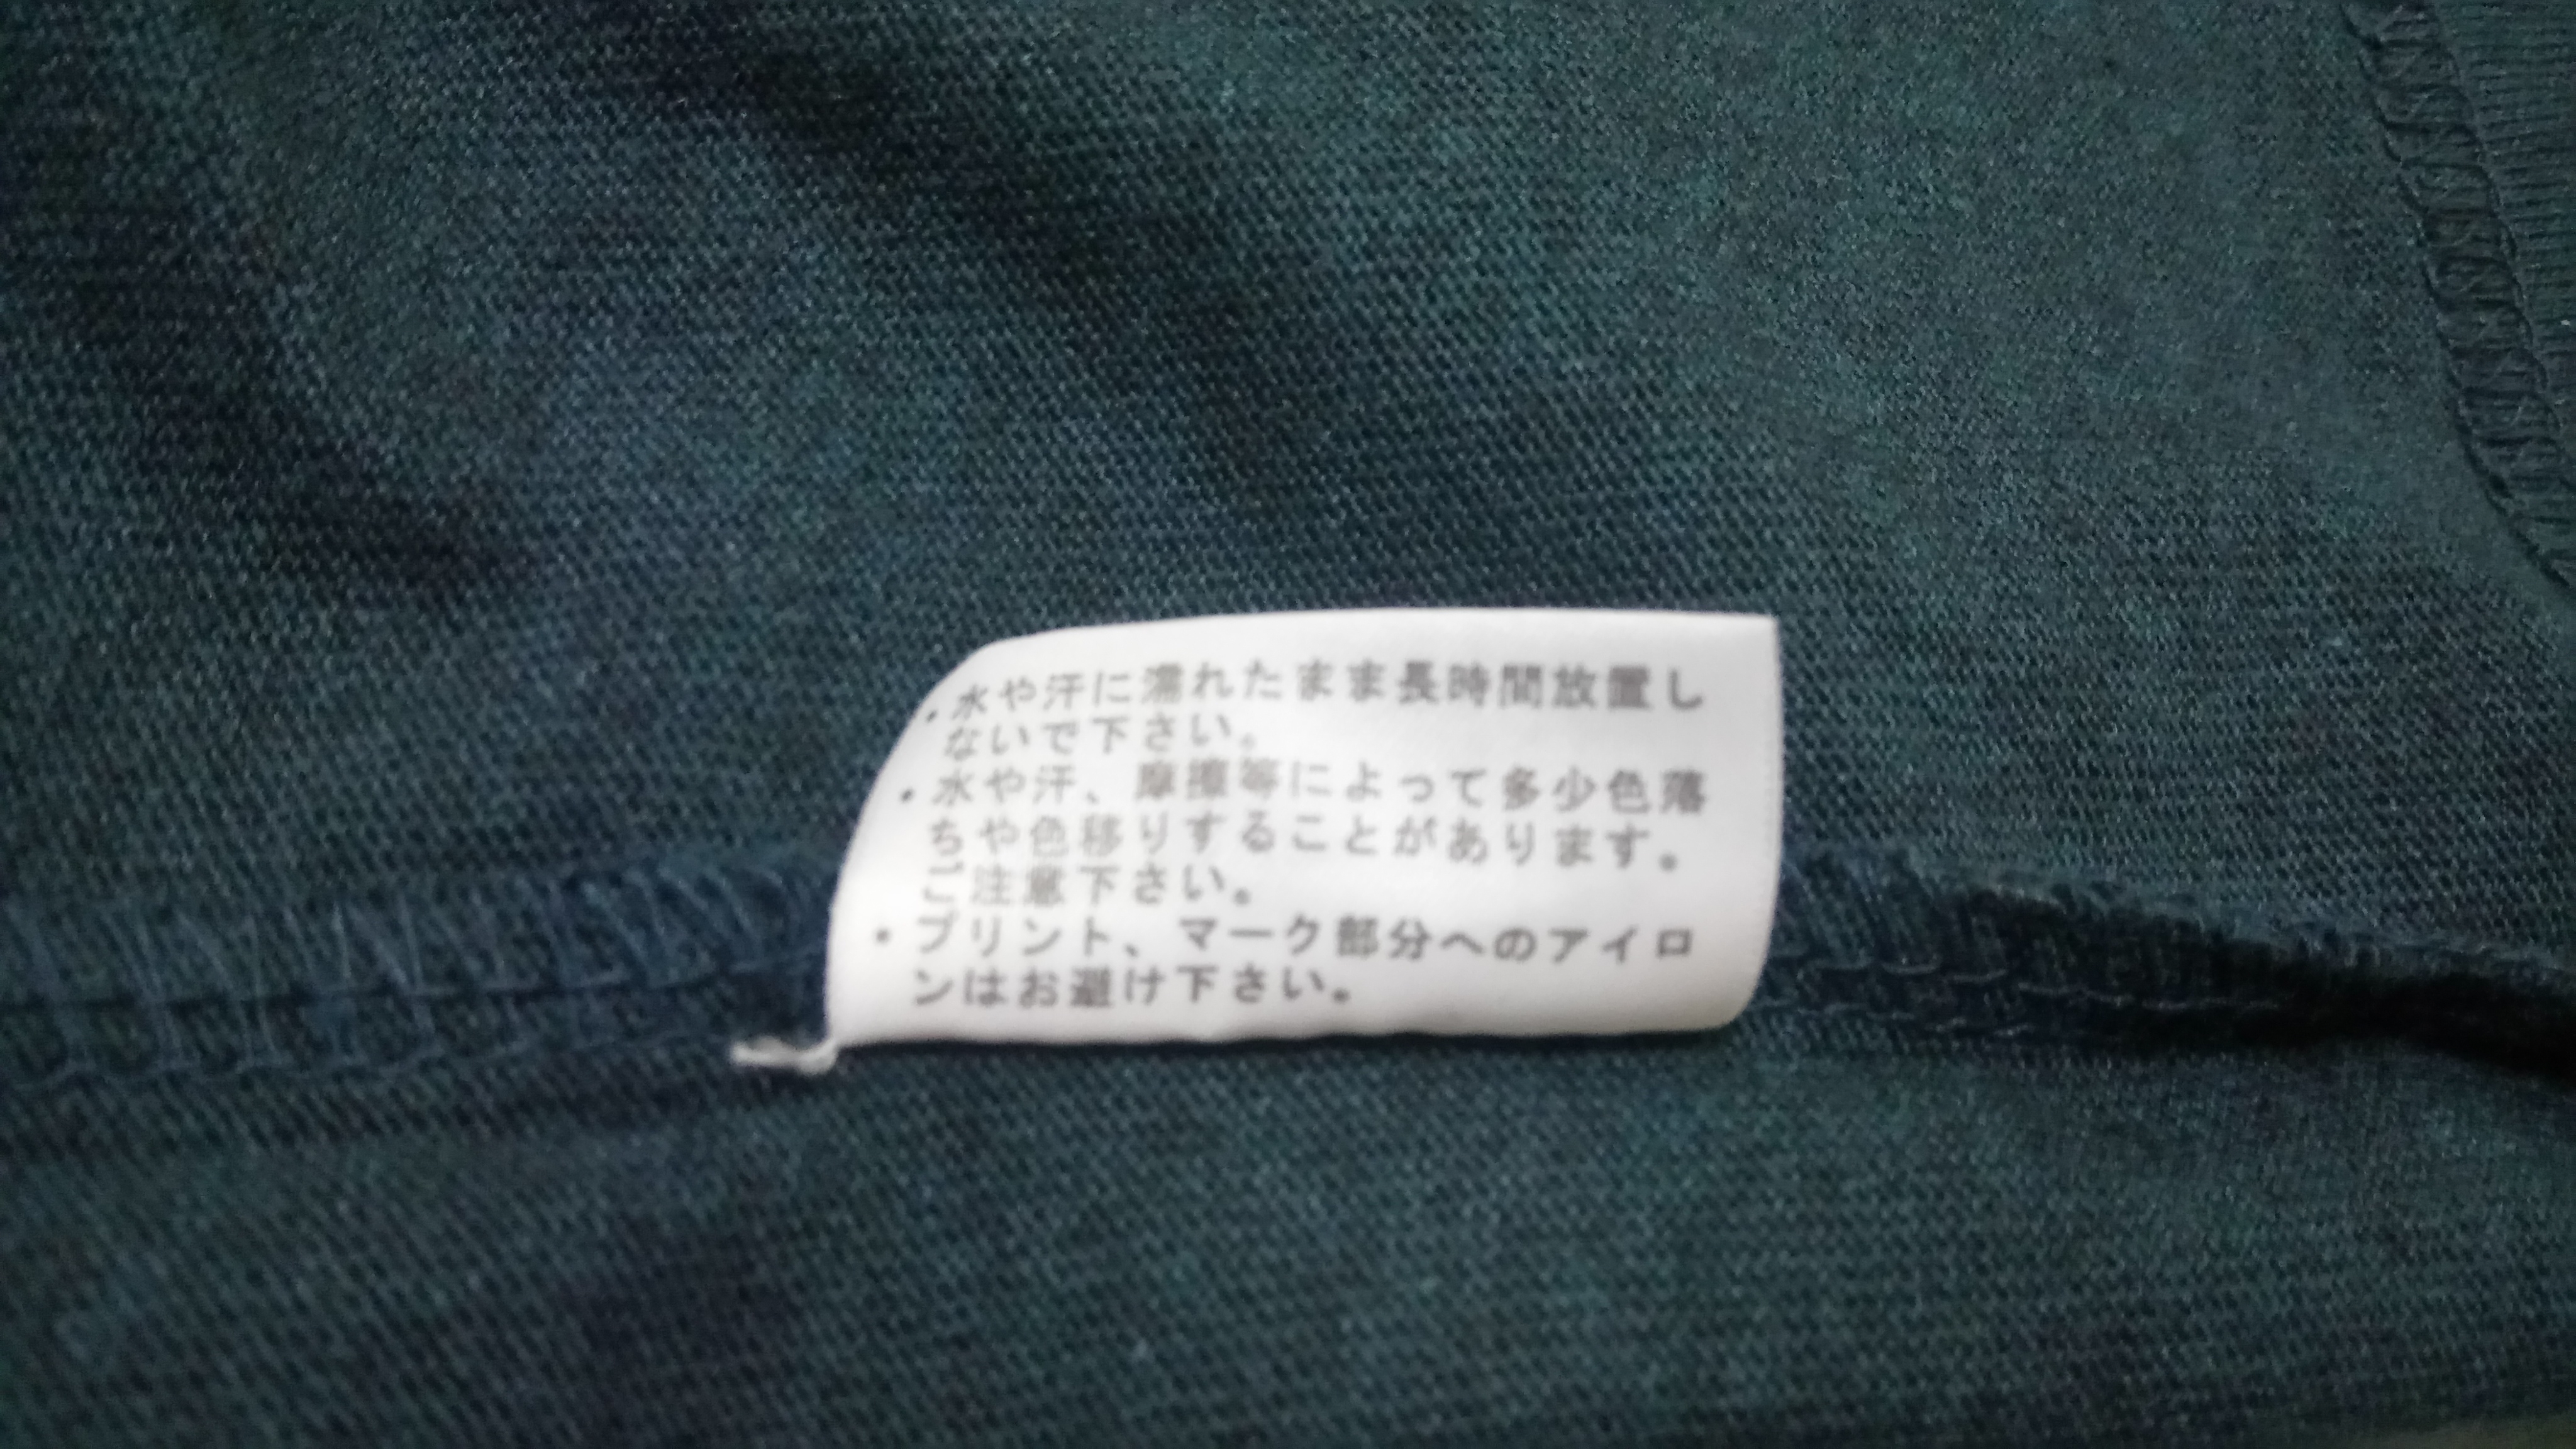 ・水や汗に濡れたまま長時間放置し
ないで下さい。
・水や汗、摩擦等によって多少色落
ちや色移りすることがあります。
ご注意下さい。
・プリント、マーク部分へのアイロ
ンはお避け下さい。